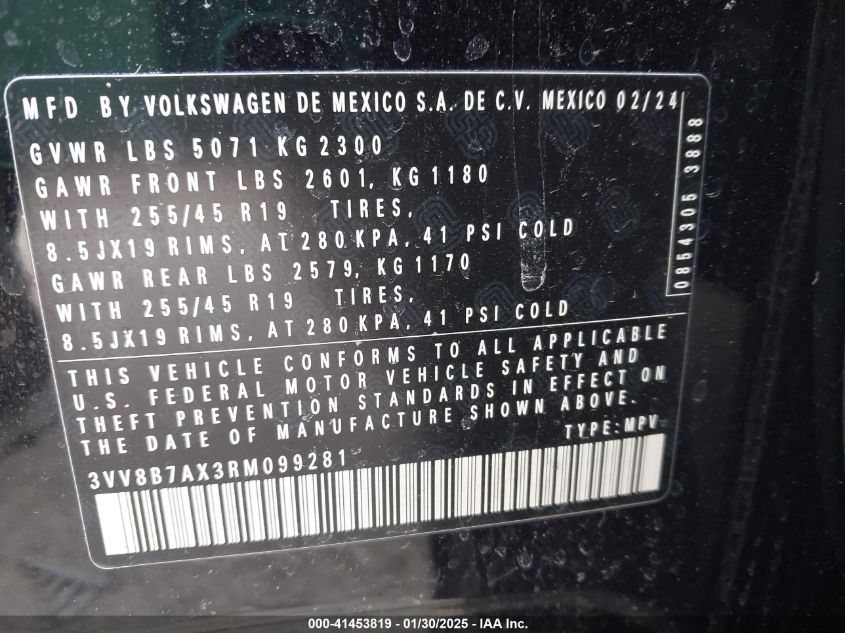 MFD BY VOLKSWAGEN DE MEXICO S.A. DE C.V. MEXICO 02/24
GVWR LBS 5071 KG 2300
GAWR FRONT LBS 2601, KG 1180
WITH 255/45 R19 TIRES,
8.5JX19 RIMS, AT 280 KPA, 41 PSI COLD
GAWR REAR LBS 2579, KG 1170
WITH 255/45 R19 TIRES,
8.5JX19 RIMS, AT 280 KPA, 41 PSI COLD
0854305 3888
THIS VEHICLE CONFORMS TO ALL APPLICABLE
U.S. FEDERAL MOTOR VEHICLE SAFETY AND
THEFT PREVENTION STANDARDS IN EFFECT ON
THE DATE OF MANUFACTURE SHOWN ABOVE.
TYPE: MPV
3VV8B7AX3RM099281
000-41453819 - 01/30/2025 - IAA Inc.